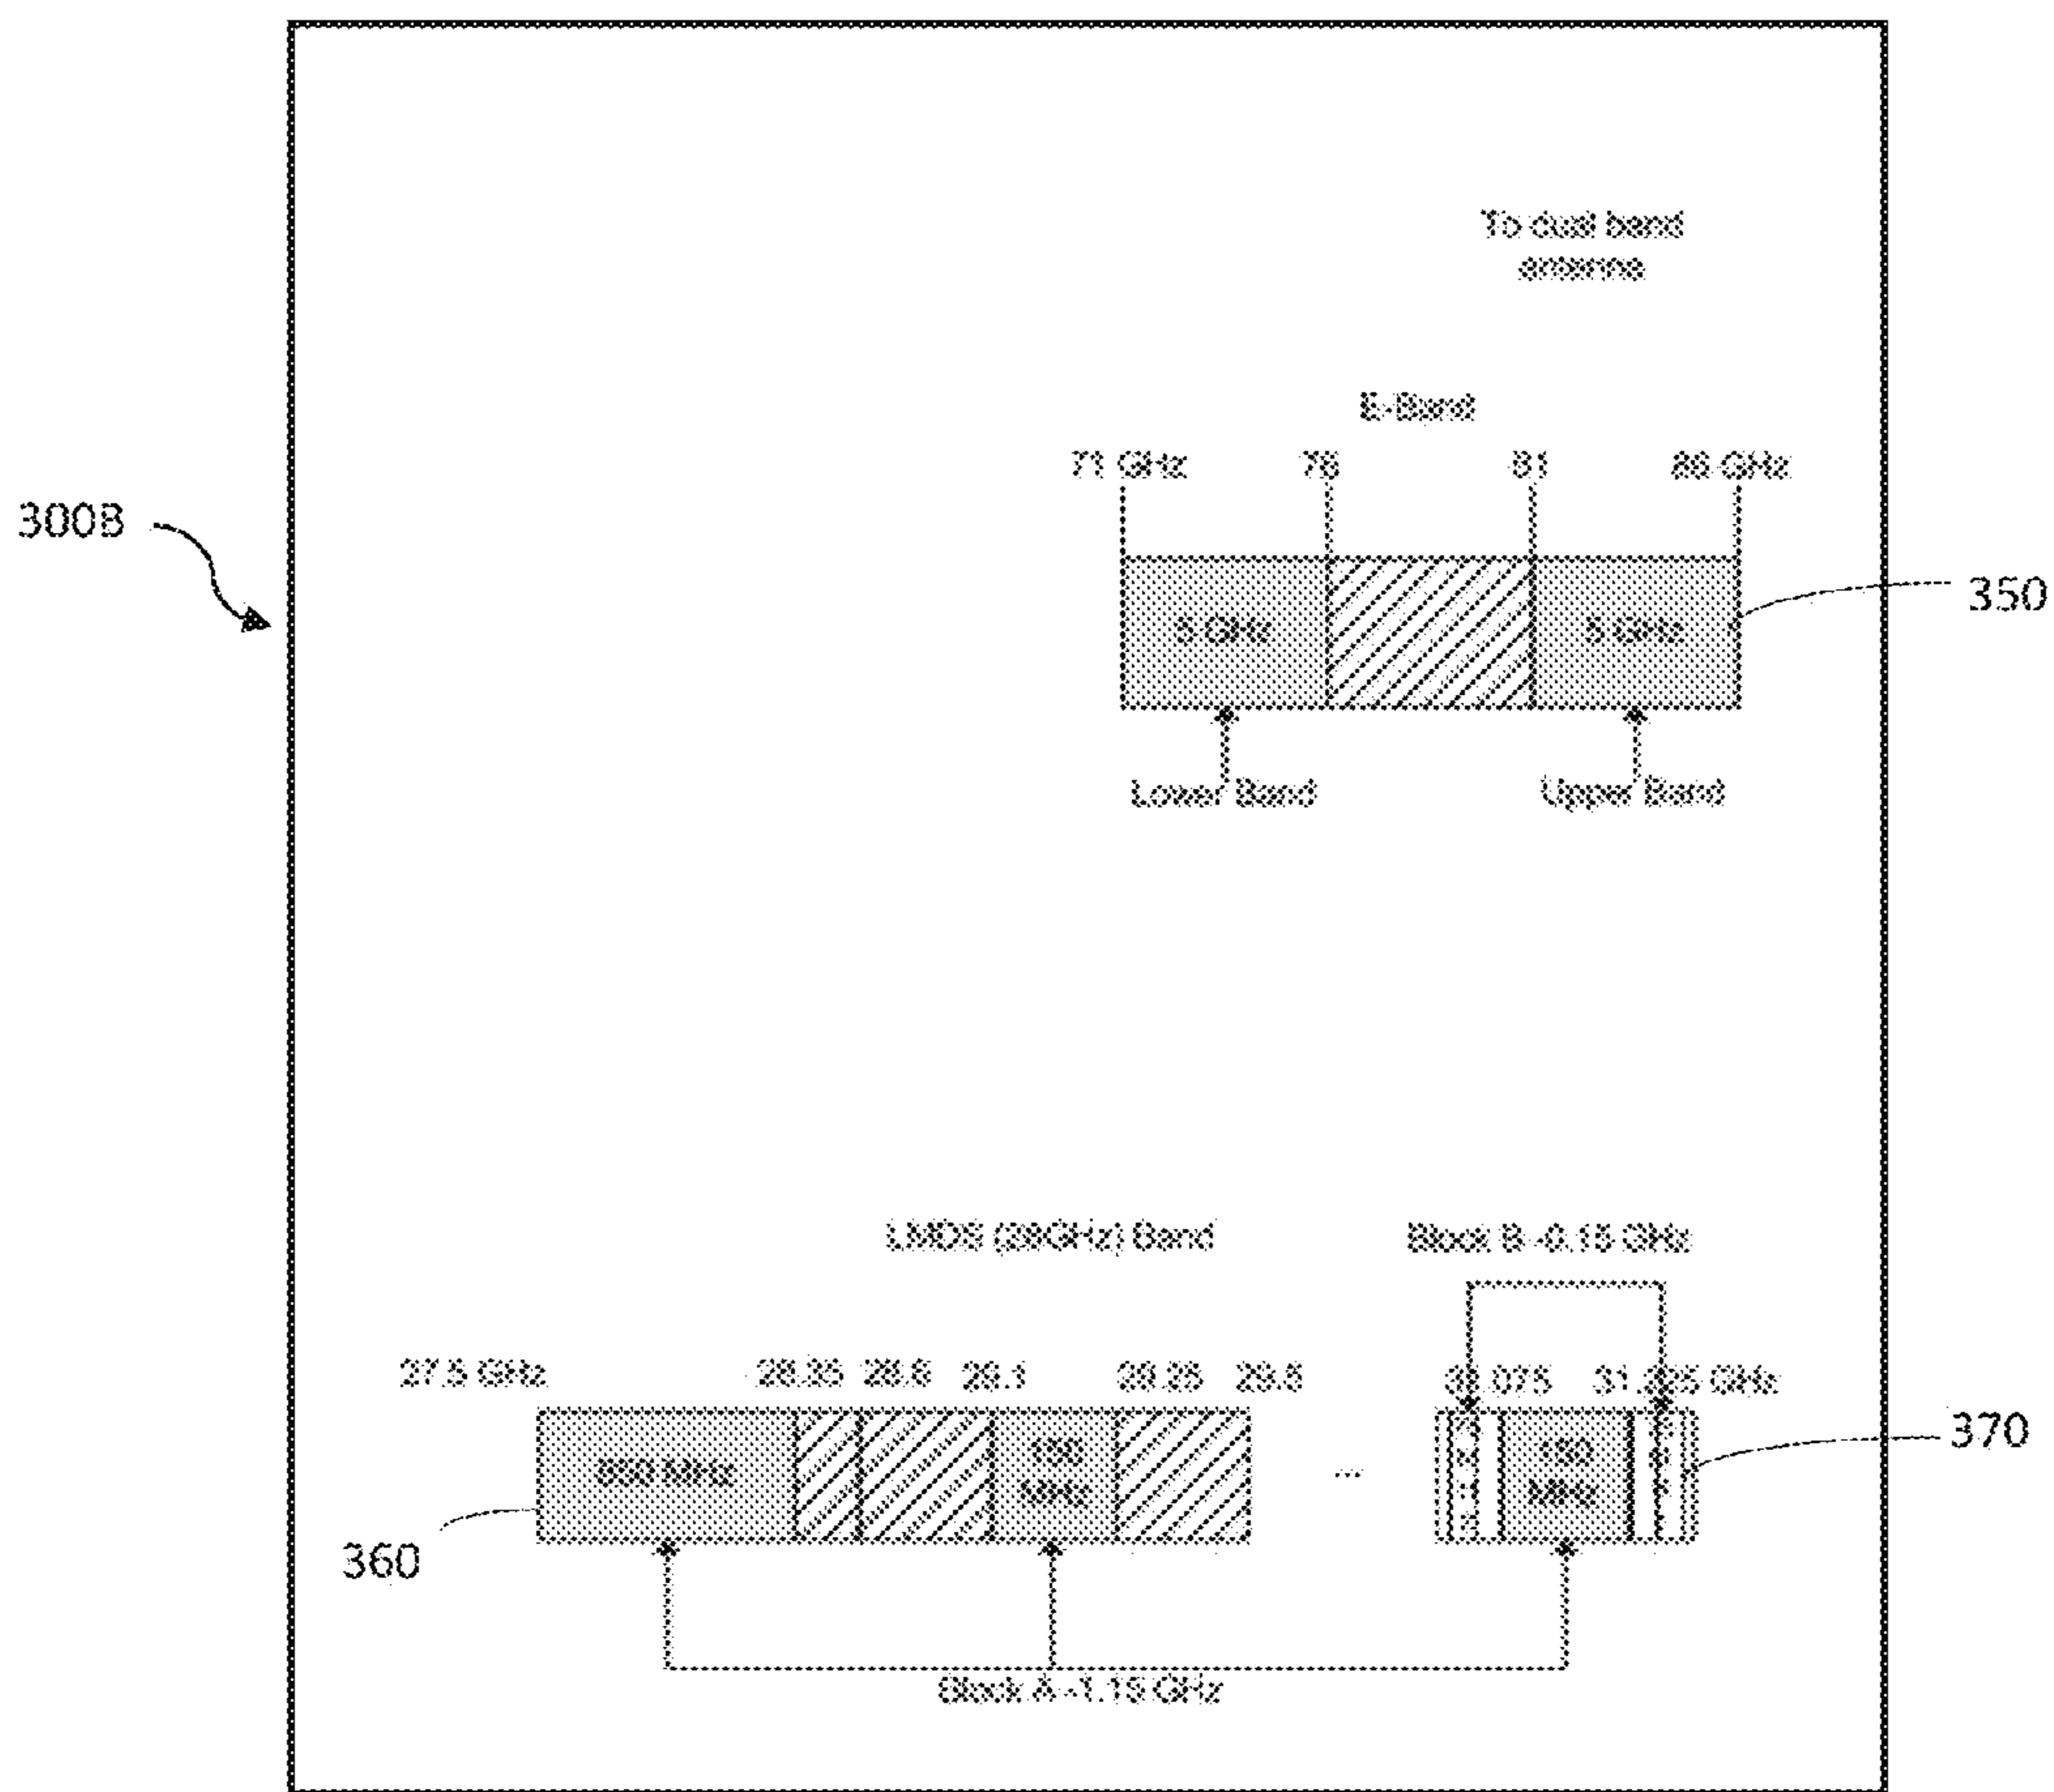 To dual band
antenna
E-Band
71 GHz 76 81 86 GHz
300B
350
5 GHz 5 GHz
Lower Band Upper Band
LMDS (28GHz) Band Block B -0.15 GHz
27.5 GHz 28.35 28.6 29.1 29.25 29.5 31.075 31.225 GHz
370
150 150
850 MHz MHz MHz
360
Block A -1.15 GHz